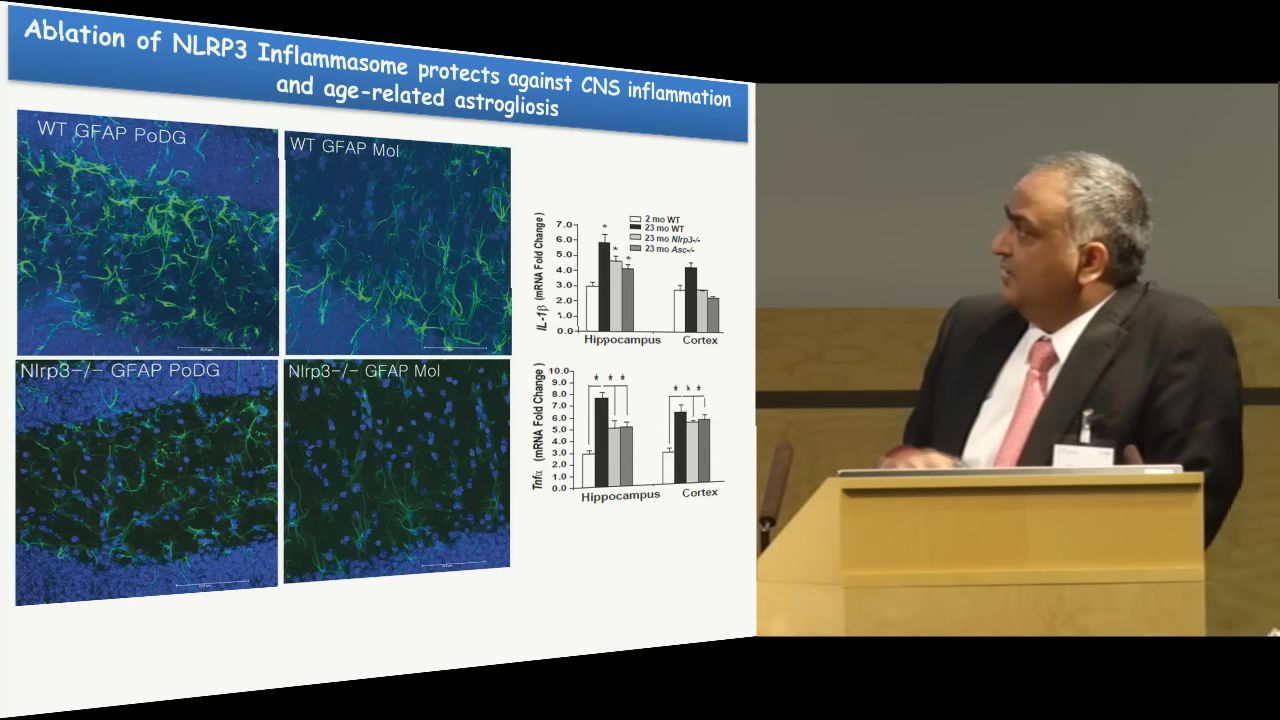 Ablation of NLRP3 Inflammasome protects against CNS inflammation
and age-related astrogliosis
WT GFAP PoDG
WT GFAP Mol
Nlrp3-/- GFAP PoDG
Nlrp3-/- GFAP Mol
IL-1β (mRNA Fold Change)
7.0
6.0
5.0
4.0
3.0
2.0
1.0
0.0
2 mo WT
23 mo WT
23 mo Nlrp3-/-
23 mo Asc-/-
* * *
Hippocampus
Cortex
Tnfα (mRNA Fold Change)
10.0
9.0
8.0
7.0
6.0
5.0
4.0
3.0
2.0
1.0
0.0
* * *
* * *
Hippocampus
Cortex